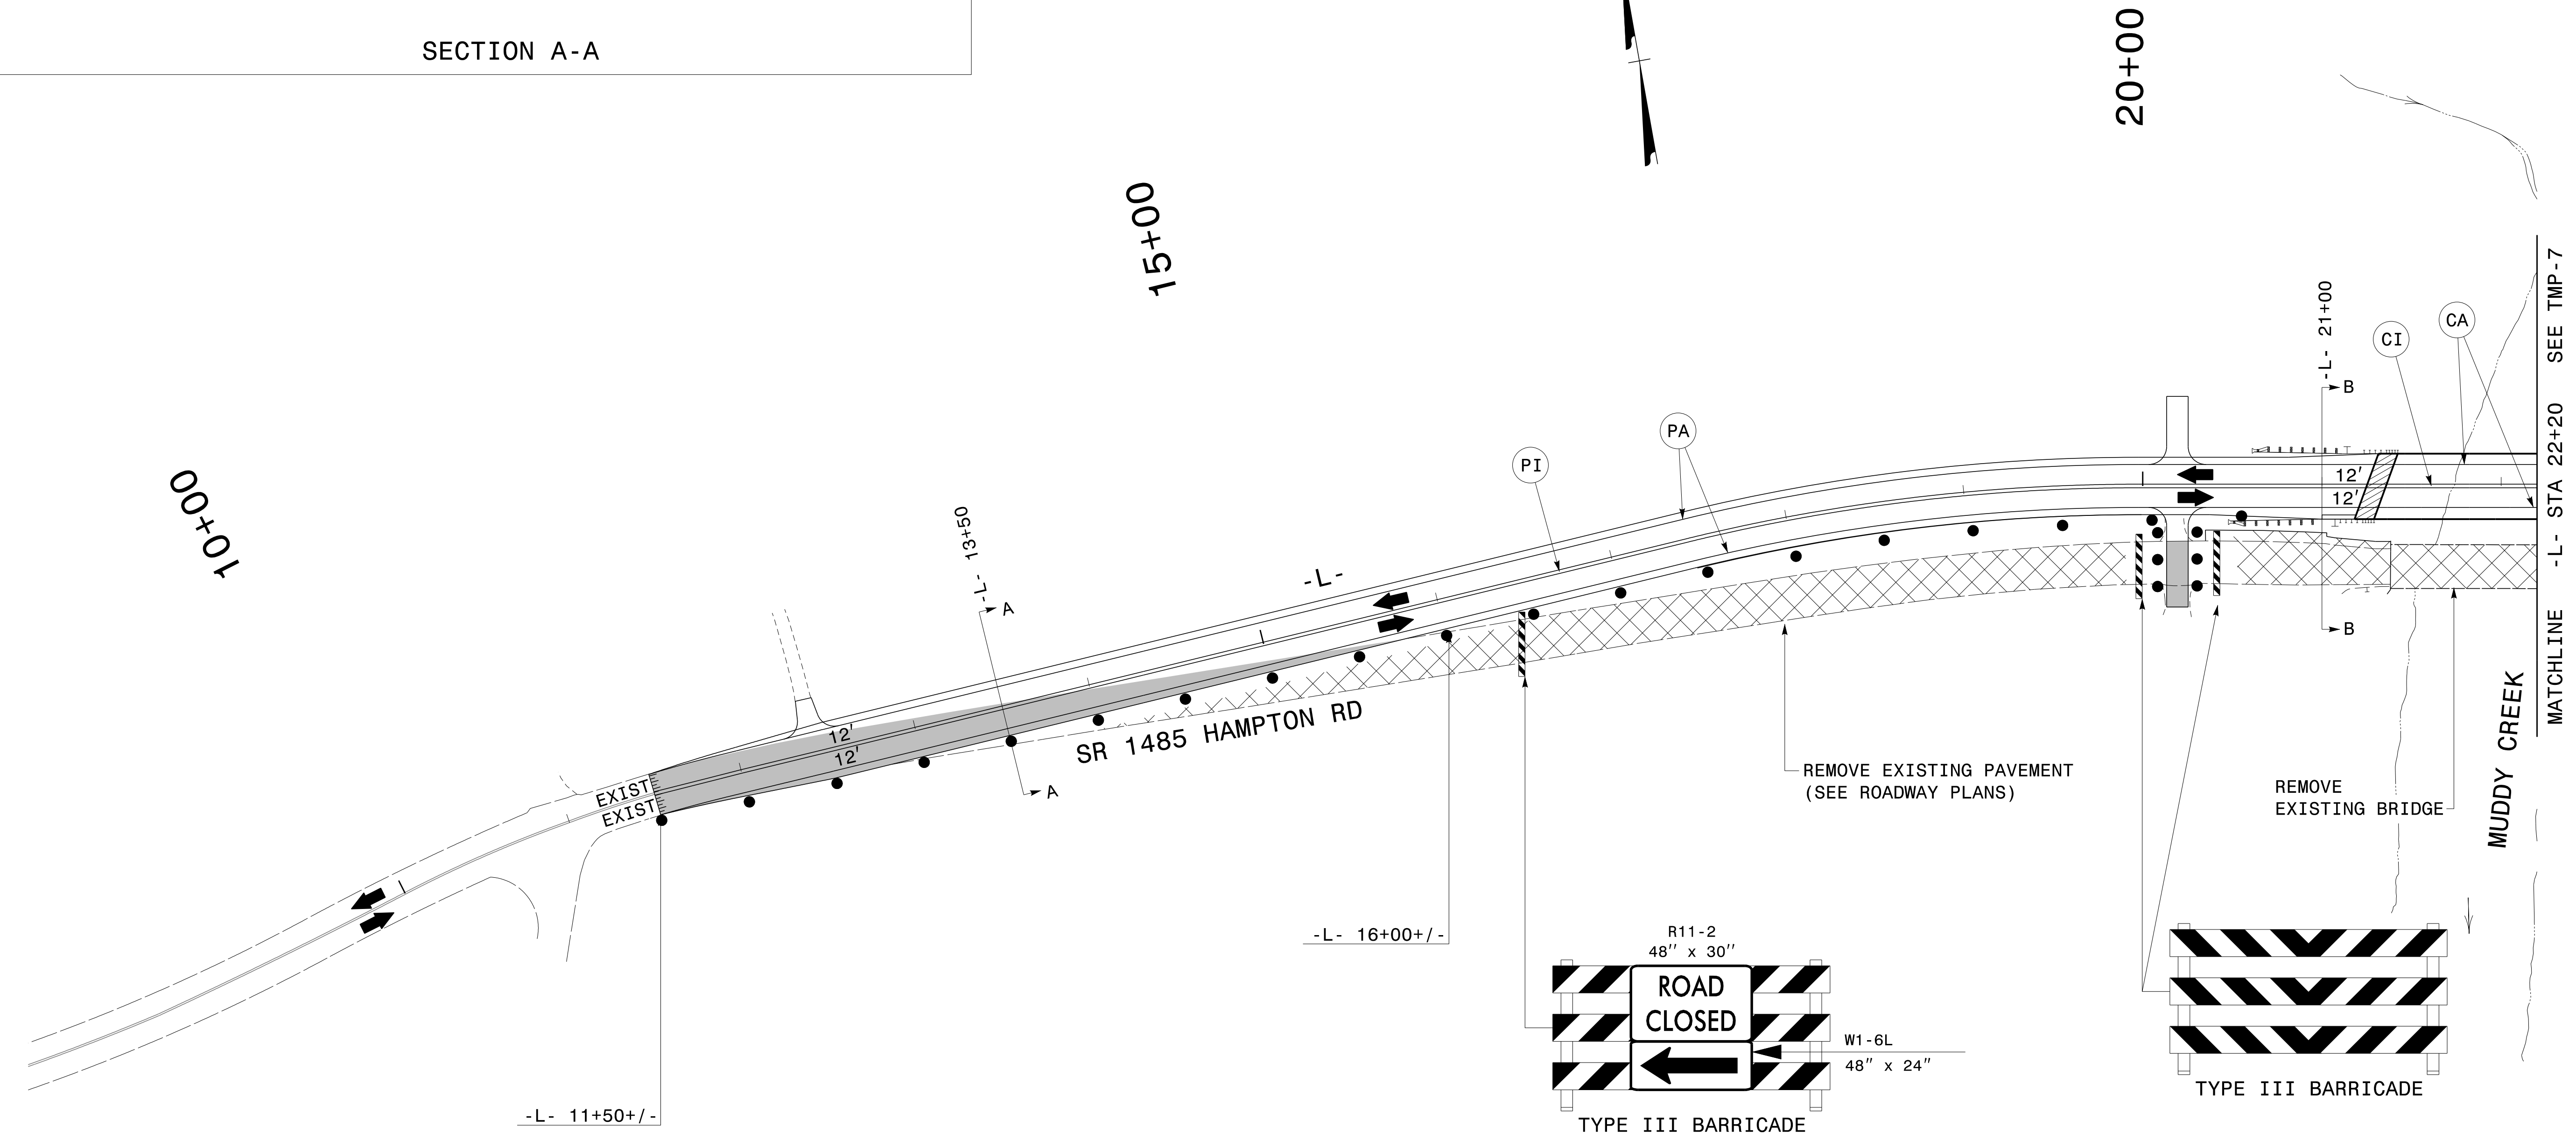 SECTION A-A
20+00
15+00
10+00
-L- 21+00
B
CI
CA
PA
PI
12'
12'
B
-L- 13+50
A
-L-
12'
12'
A
EXIST
EXIST
SR 1485 HAMPTON RD
REMOVE EXISTING PAVEMENT
(SEE ROADWAY PLANS)
REMOVE
EXISTING BRIDGE
MUDDY CREEK
MATCHLINE -L- STA 22+20 SEE TMP-7
-L- 16+00+/-
-L- 11+50+/-
R11-2
48" x 30"
ROAD
CLOSED
W1-6L
48" x 24"
TYPE III BARRICADE
TYPE III BARRICADE